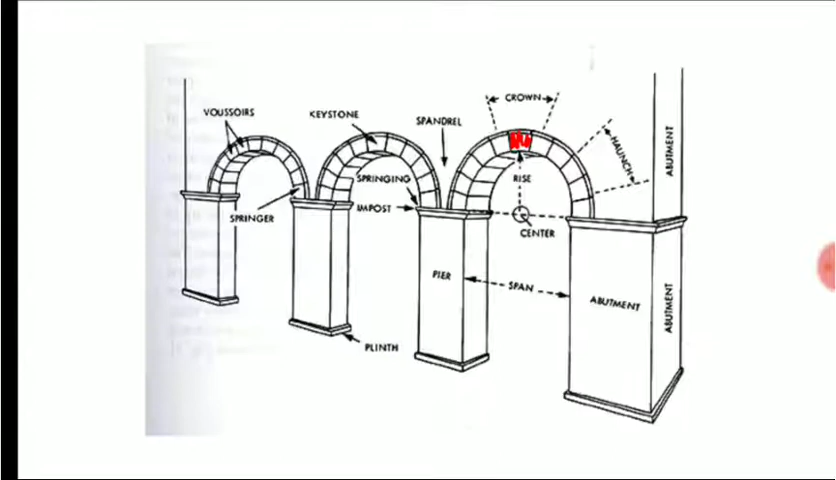 CROWN
VOUSSOIRS
KEYSTONE
SPANDREL
HAUNCH
ABUTMENT
SPRINGING
RISE
IMPOST
SPRINGER
CENTER
PIER
SPAN
ABUTMENT
ABUTMENT
PLINTH